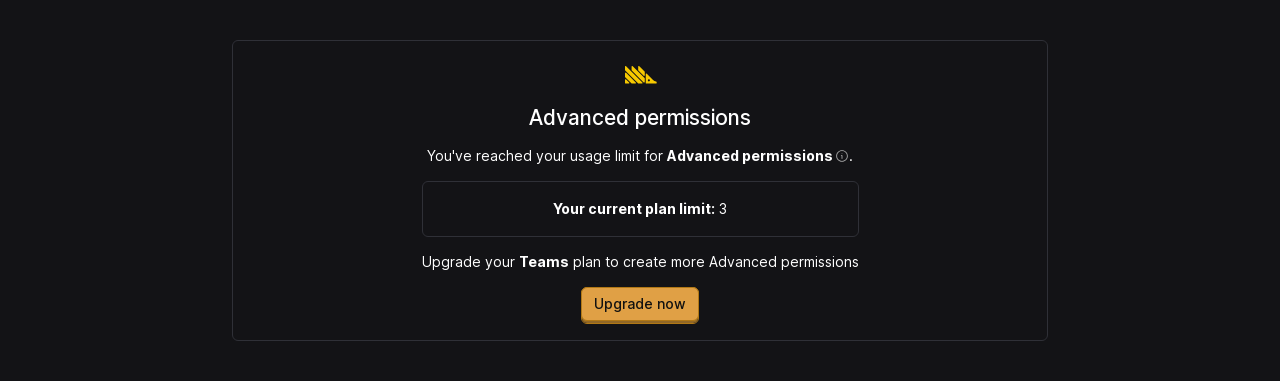 Advanced permissions
You've reached your usage limit for Advanced permissions.
Your current plan limit: 3
Upgrade your Teams plan to create more Advanced permissions
Upgrade now